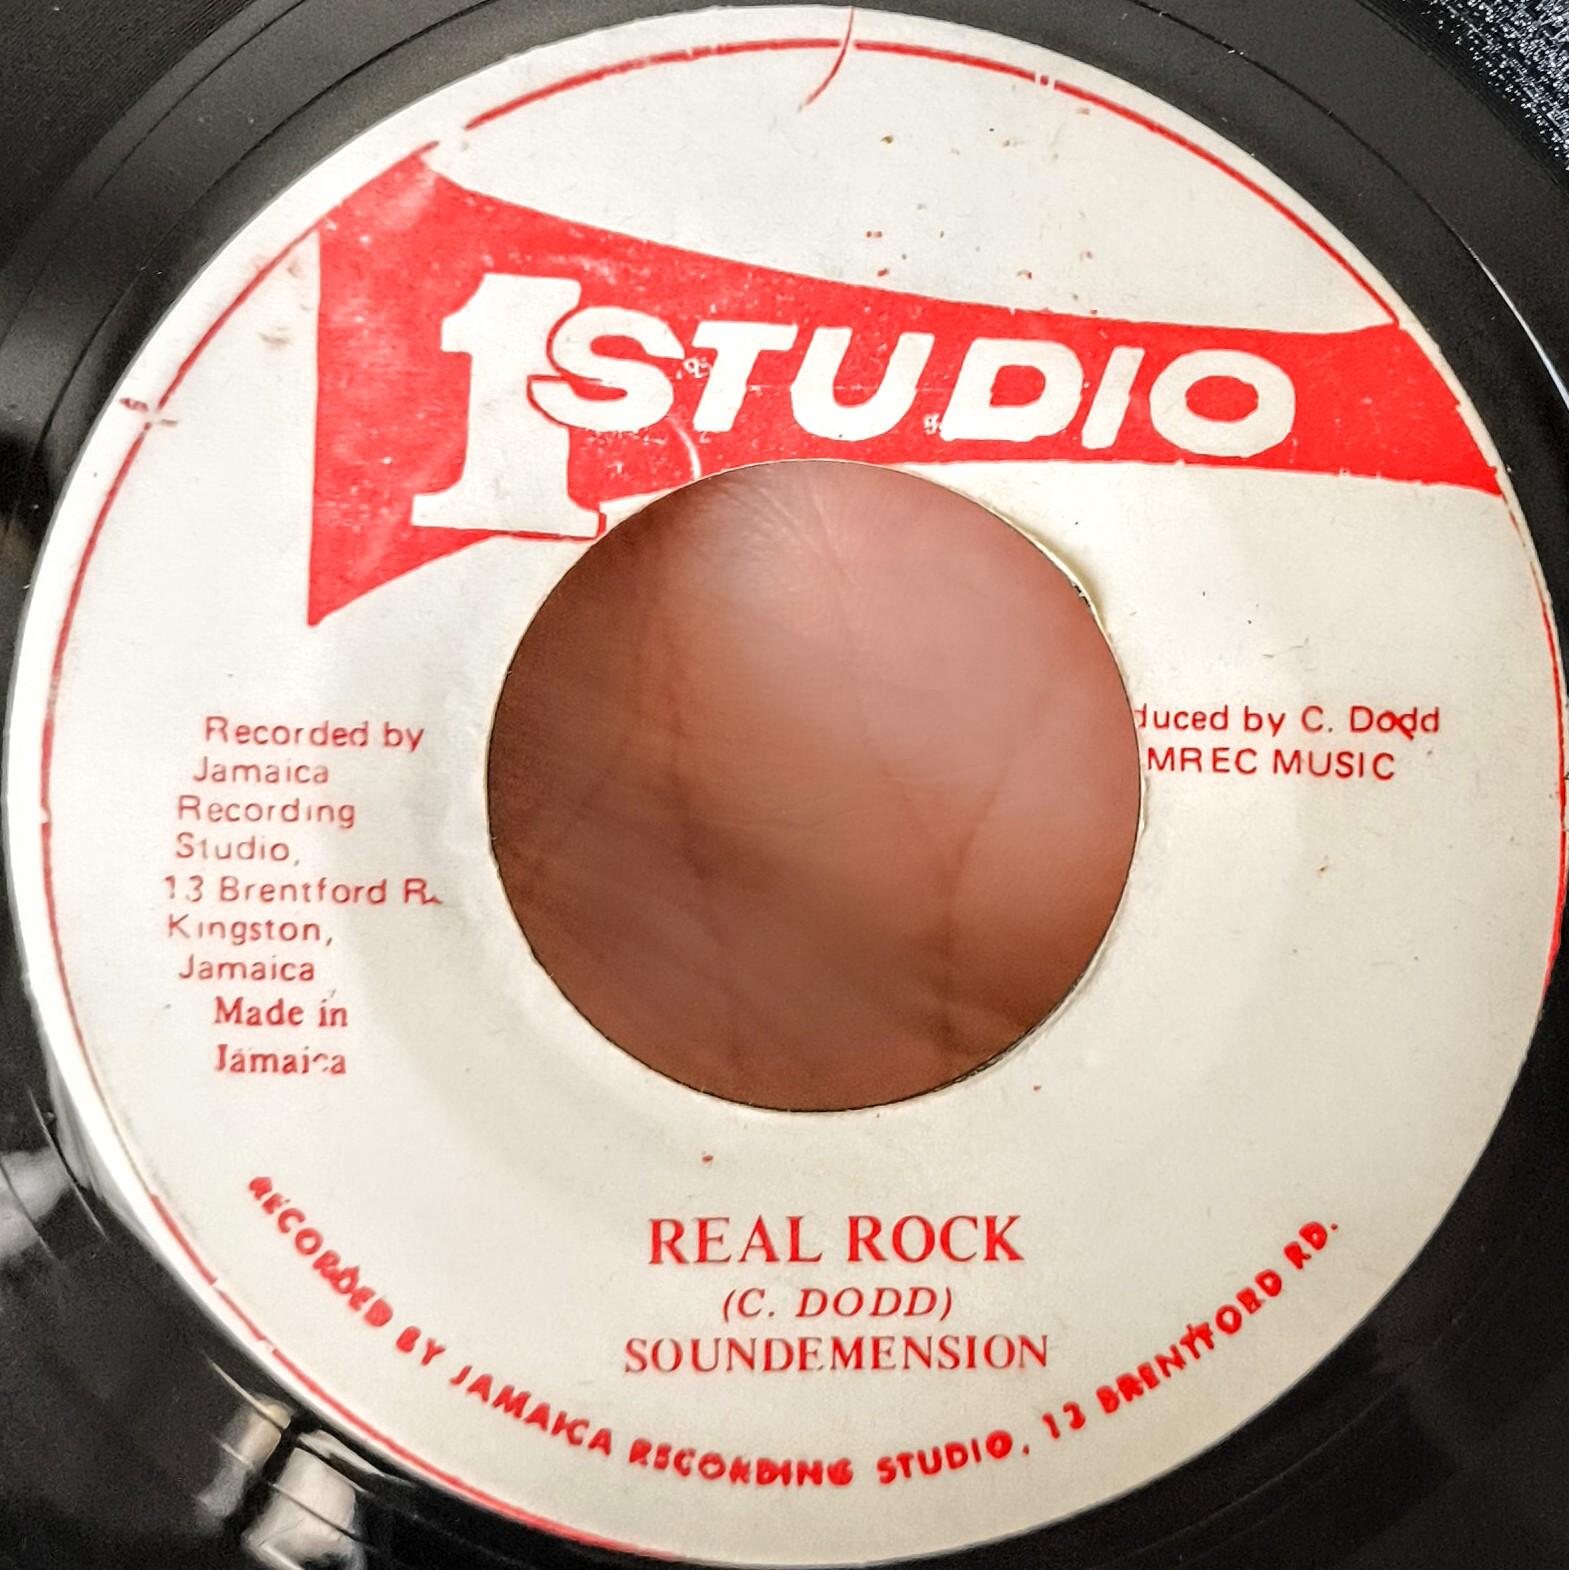 1 STUDIO
Recorded by
Jamaica
Recording
Studio,
13 Brentford R
Kingston,
Jamaica
Made in
Jamaica
duced by C. Dodd
MREC MUSIC
REAL ROCK
(C. DODD)
SOUNDEMENSION
RECORDED BY JAMAICA RECORDING STUDIO, 13 BRENTFORD RD.